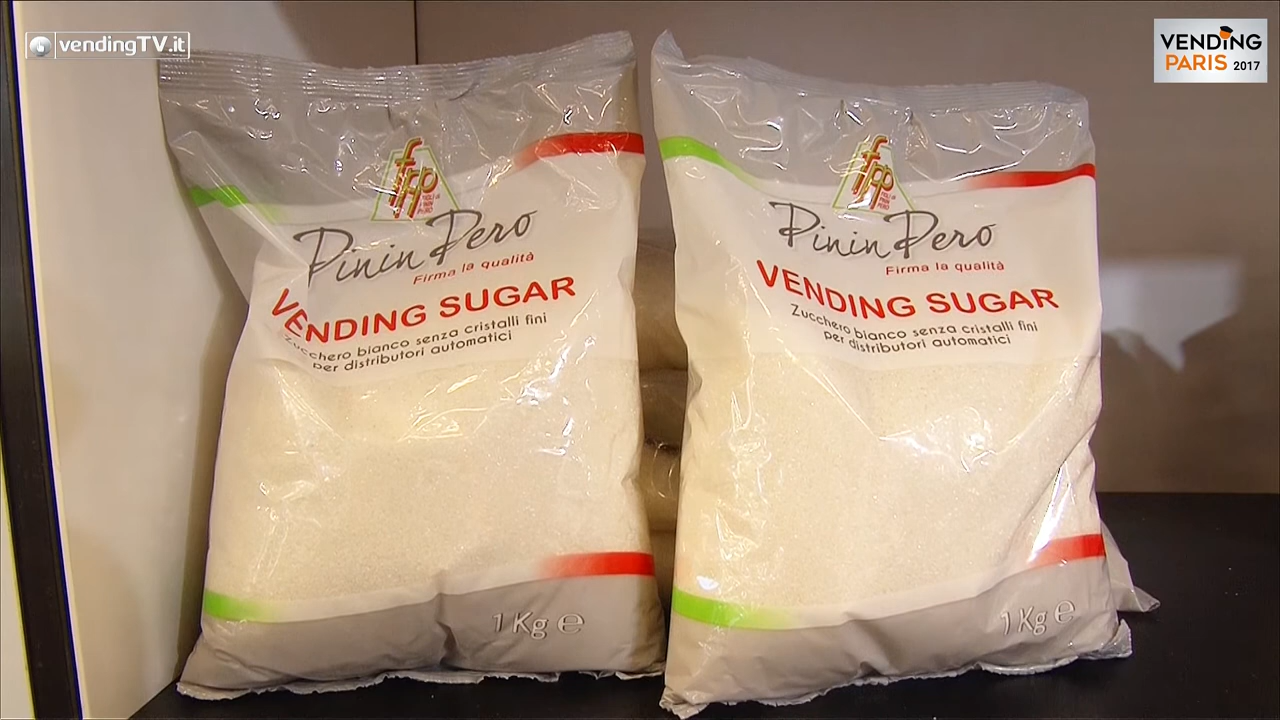 vendingTV.it
VENDING
PARIS 2017
Pinin Pero
Firma la qualità
VENDING SUGAR
Zucchero bianco senza cristalli fini
per distributori automatici
1 Kg e
Pinin Pero
Firma la qualità
VENDING SUGAR
Zucchero bianco senza cristalli fini
per distributori automatici
1 Kg e